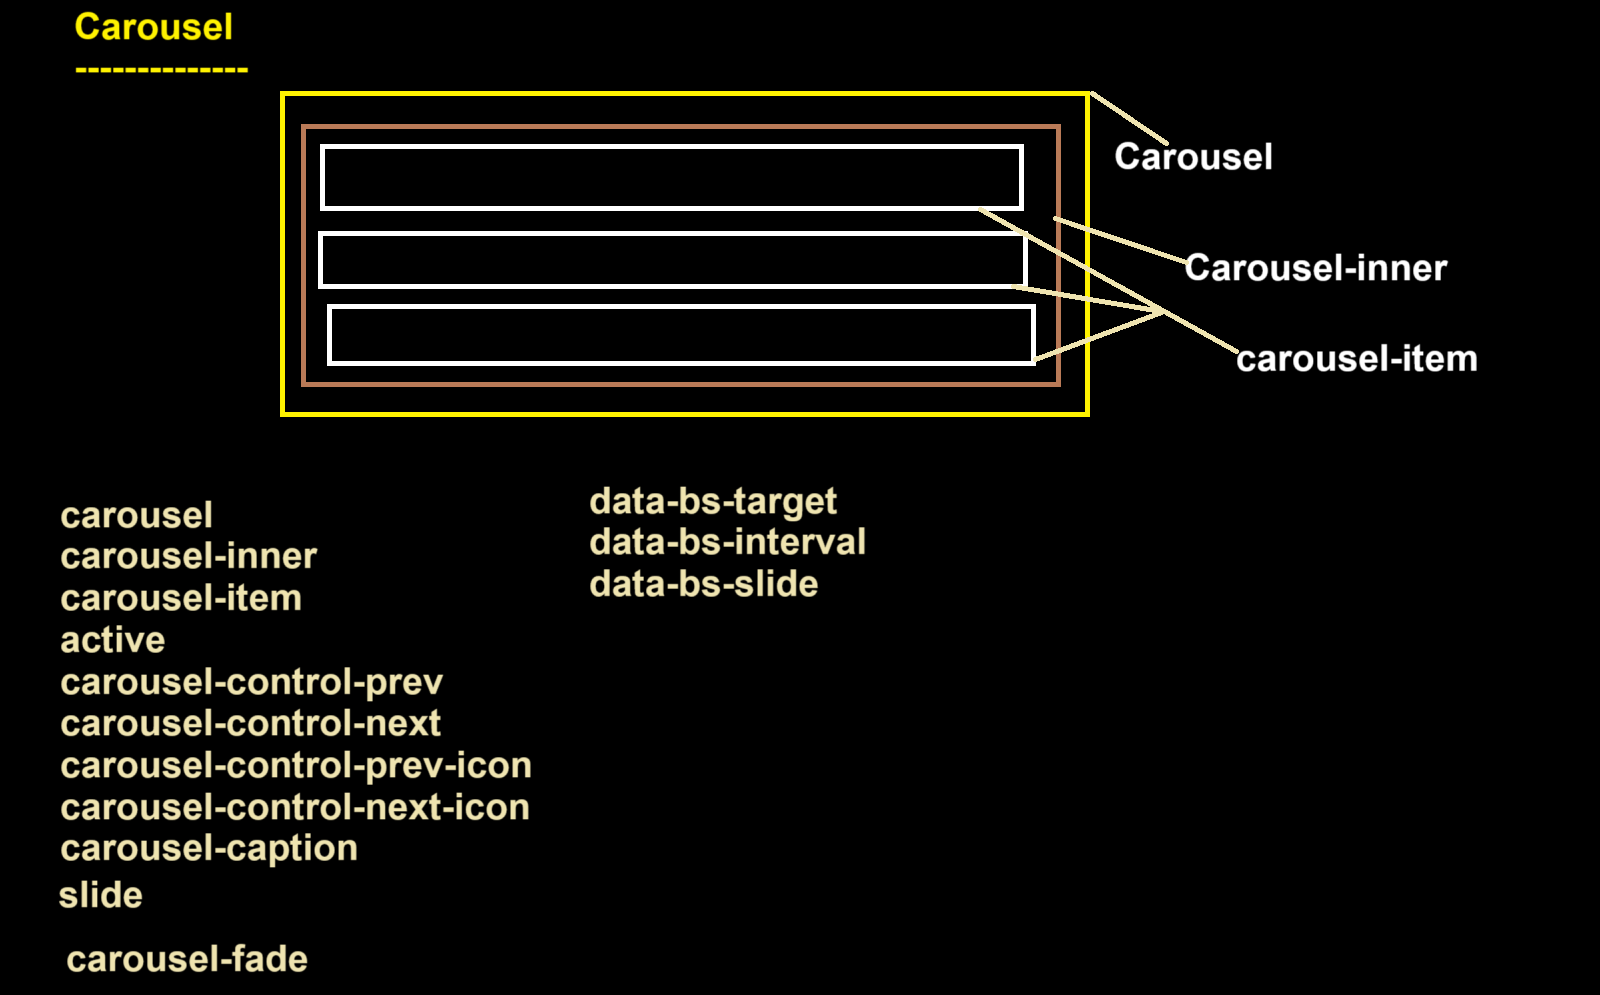 Carousel
--------------
Carousel
Carousel-inner
carousel-item
carousel
carousel-inner
carousel-item
active
carousel-control-prev
carousel-control-next
carousel-control-prev-icon
carousel-control-next-icon
carousel-caption
slide
carousel-fade
data-bs-target
data-bs-interval
data-bs-slide